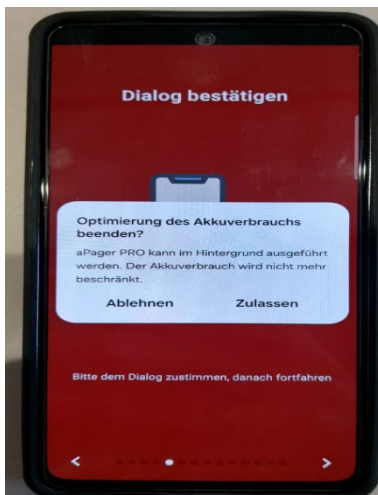 Dialog bestätigen
Optimierung des Akkuverbrauchs
beenden?
aPager PRO kann im Hintergrund ausgeführt
werden. Der Akkuverbrauch wird nicht mehr
beschränkt.
Ablehnen Zulassen
Bitte dem Dialog zustimmen, danach fortfahren